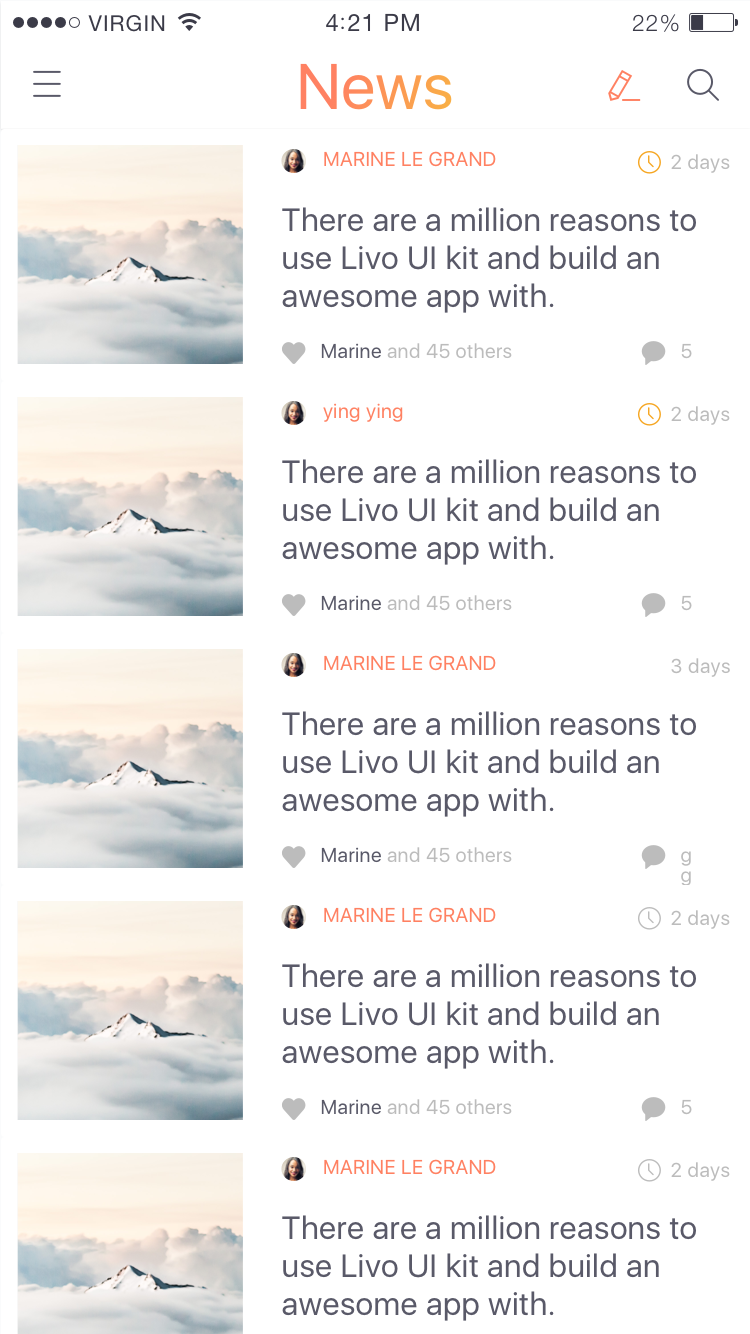 VIRGIN 4:21 PM 22%
News
MARINE LE GRAND 2 days
There are a million reasons to
use Livo UI kit and build an
awesome app with.
Marine and 45 others 5
ying ying 2 days
There are a million reasons to
use Livo UI kit and build an
awesome app with.
Marine and 45 others 5
MARINE LE GRAND 3 days
There are a million reasons to
use Livo UI kit and build an
awesome app with.
Marine and 45 others g
g
MARINE LE GRAND 2 days
There are a million reasons to
use Livo UI kit and build an
awesome app with.
Marine and 45 others 5
MARINE LE GRAND 2 days
There are a million reasons to
use Livo UI kit and build an
awesome app with.